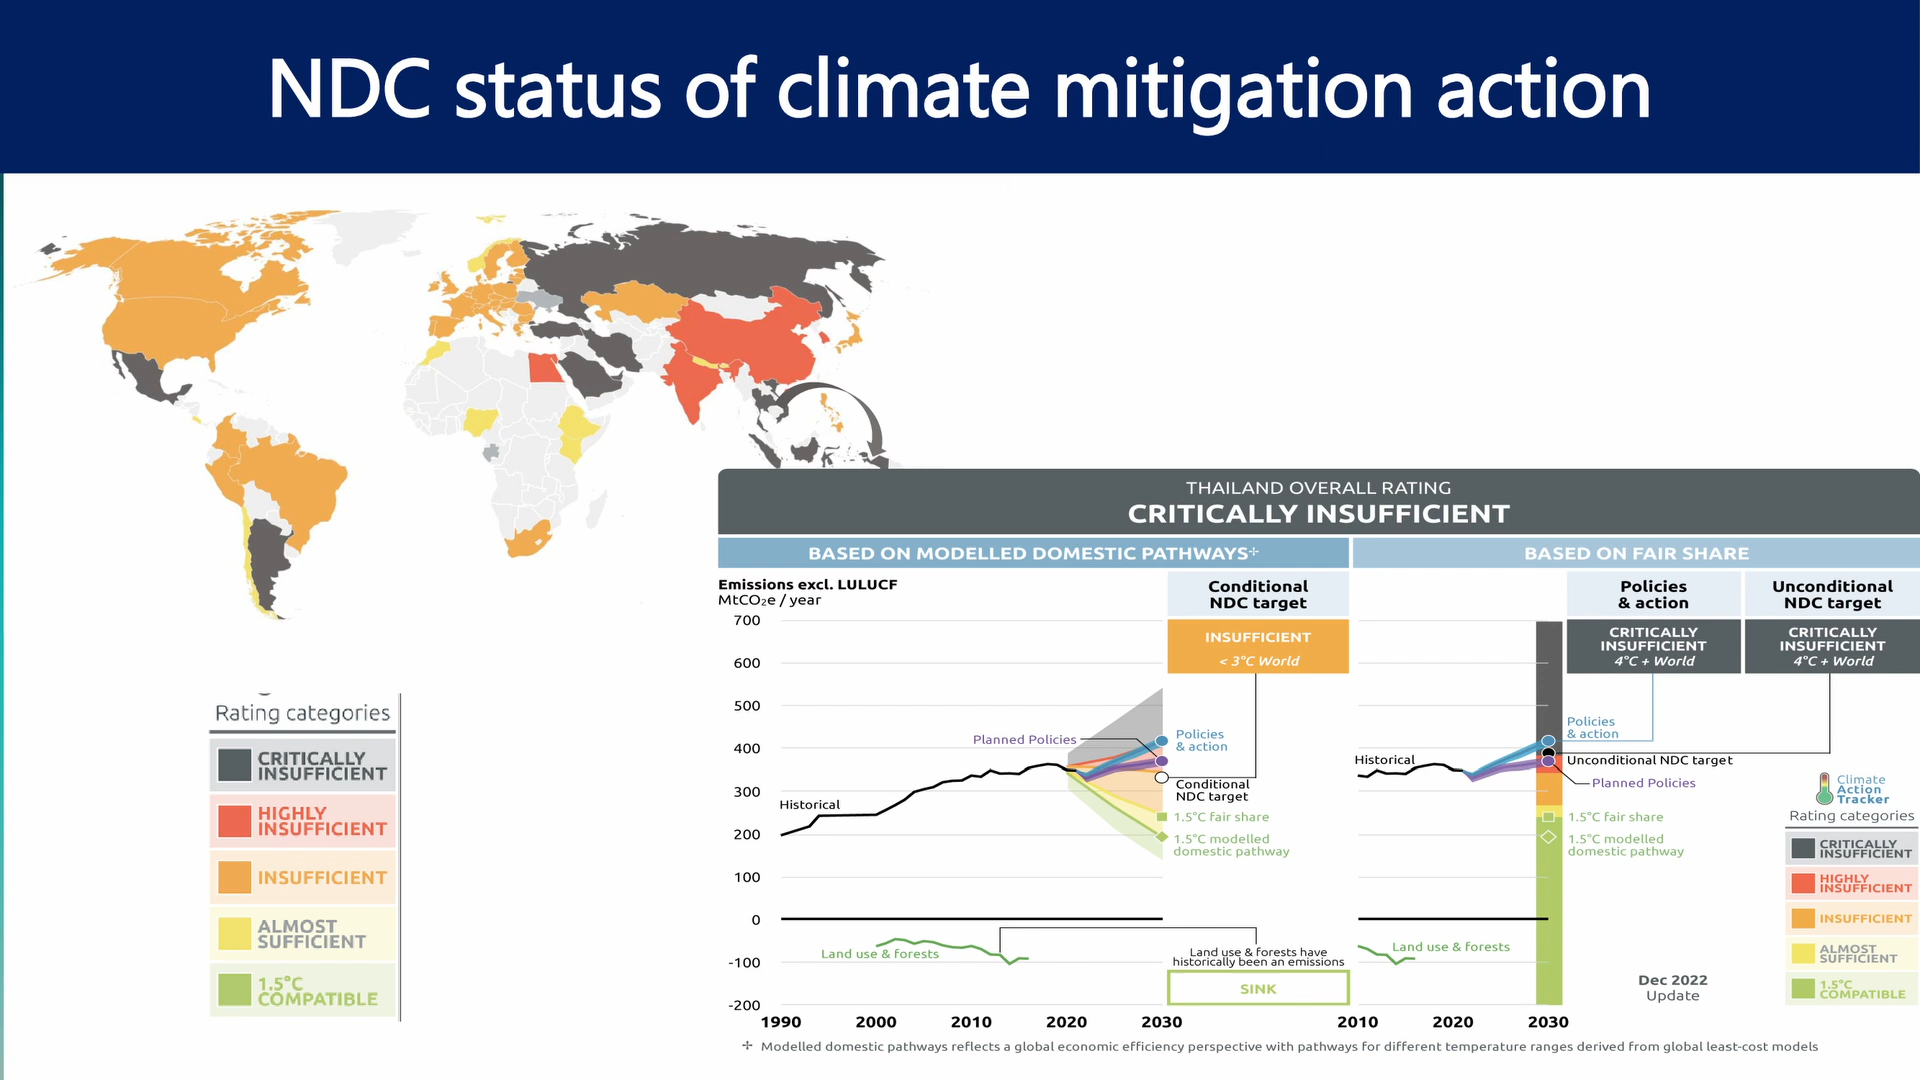 NDC status of climate mitigation action
Rating categories
CRITICALLY
INSUFFICIENT
HIGHLY
INSUFFICIENT
INSUFFICIENT
ALMOST
SUFFICIENT
1.5°C
COMPATIBLE
THAILAND OVERALL RATING
CRITICALLY INSUFFICIENT
BASED ON MODELLED DOMESTIC PATHWAYS✢
BASED ON FAIR SHARE
Emissions excl. LULUCF
MtCO₂e / year
Conditional
NDC target
INSUFFICIENT
< 3°C World
700
600
500
400
300
200
100
0
-100
-200
Historical
Planned Policies
Policies
& action
Conditional
NDC target
1.5°C fair share
1.5°C modelled
domestic pathway
Land use & forests
Land use & forests have
historically been an emissions
SINK
1990
2000
2010
2020
2030
Policies
& action
Unconditional
NDC target
CRITICALLY
INSUFFICIENT
4°C + World
CRITICALLY
INSUFFICIENT
4°C + World
Historical
Policies
& action
Unconditional NDC target
Planned Policies
1.5°C fair share
1.5°C modelled
domestic pathway
Land use & forests
2010
2020
2030
Climate
Action
Tracker
Rating categories
CRITICALLY
INSUFFICIENT
HIGHLY
INSUFFICIENT
INSUFFICIENT
ALMOST
SUFFICIENT
1.5°C
COMPATIBLE
Dec 2022
Update
✢ Modelled domestic pathways reflects a global economic efficiency perspective with pathways for different temperature ranges derived from global least-cost models